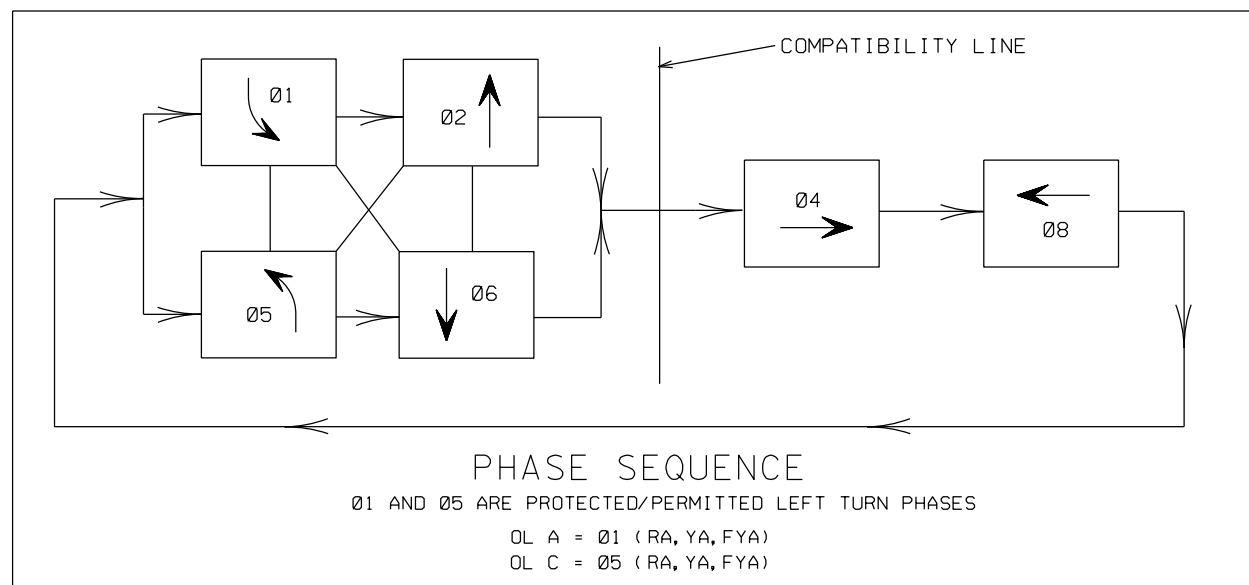 COMPATIBILITY LINE
Ø1
Ø2
Ø4
Ø8
Ø5
Ø6
PHASE SEQUENCE
Ø1 AND Ø5 ARE PROTECTED/PERMITTED LEFT TURN PHASES
OL A = Ø1 (RA, YA, FYA)
OL C = Ø5 (RA, YA, FYA)